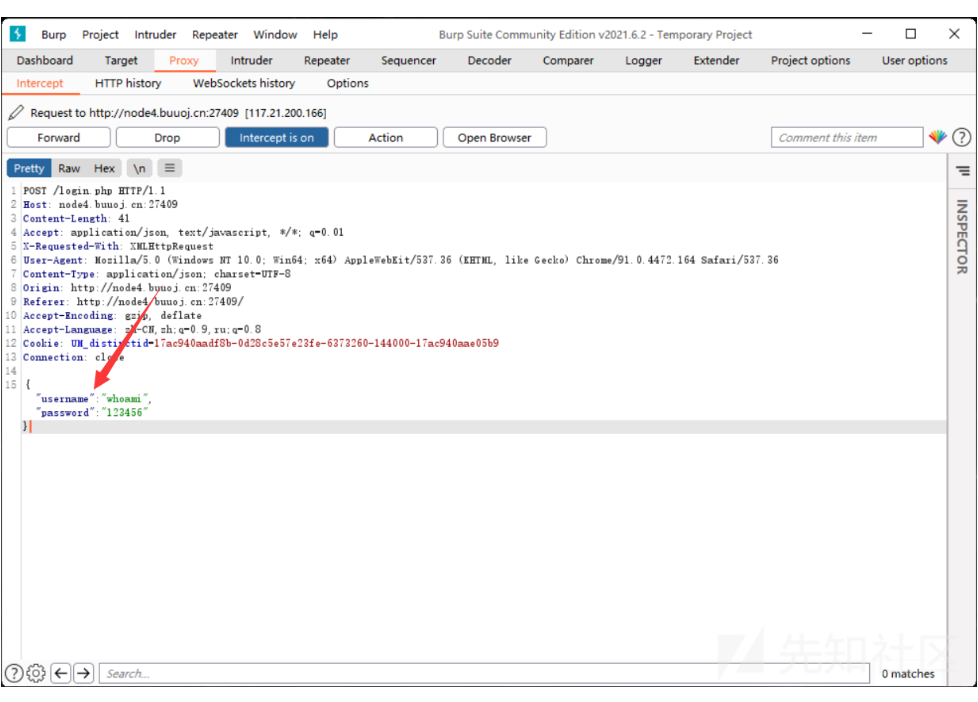 Burp Project Intruder Repeater Window Help Burp Suite Community Edition v2021.6.2 - Temporary Project
Dashboard Target Proxy Intruder Repeater Sequencer Decoder Comparer Logger Extender Project options User options
Intercept HTTP history WebSockets history Options
Request to http://node4.buuoj.cn:27409 [117.21.200.166]
Forward Drop Intercept is on Action Open Browser Comment this item ?
Pretty Raw Hex \n
1 POST /login.php HTTP/1.1
2 Host: node4.buuoj.cn:27409
3 Content-Length: 41
4 Accept: application/json, text/javascript, */*; q=0.01
5 X-Requested-With: XMLHttpRequest
6 User-Agent: Mozilla/5.0 (Windows NT 10.0; Win64; x64) AppleWebKit/537.36 (KHTML, like Gecko) Chrome/91.0.4472.164 Safari/537.36
7 Content-Type: application/json; charset=UTF-8
8 Origin: http://node4.buuoj.cn:27409
9 Referer: http://node4.buuoj.cn:27409/
10 Accept-Encoding: gzip, deflate
11 Accept-Language: zh-CN,zh;q=0.9,ru;q=0.8
12 Cookie: UM_distinctid=17ac940aadf8b-0d28c5e57e23fe-6373260-144000-17ac940aae05b9
13 Connection: close
14
15 {
"username":"whoami",
"password":"123456"
}
INSPECTOR
先知社区
? Search... 0 matches